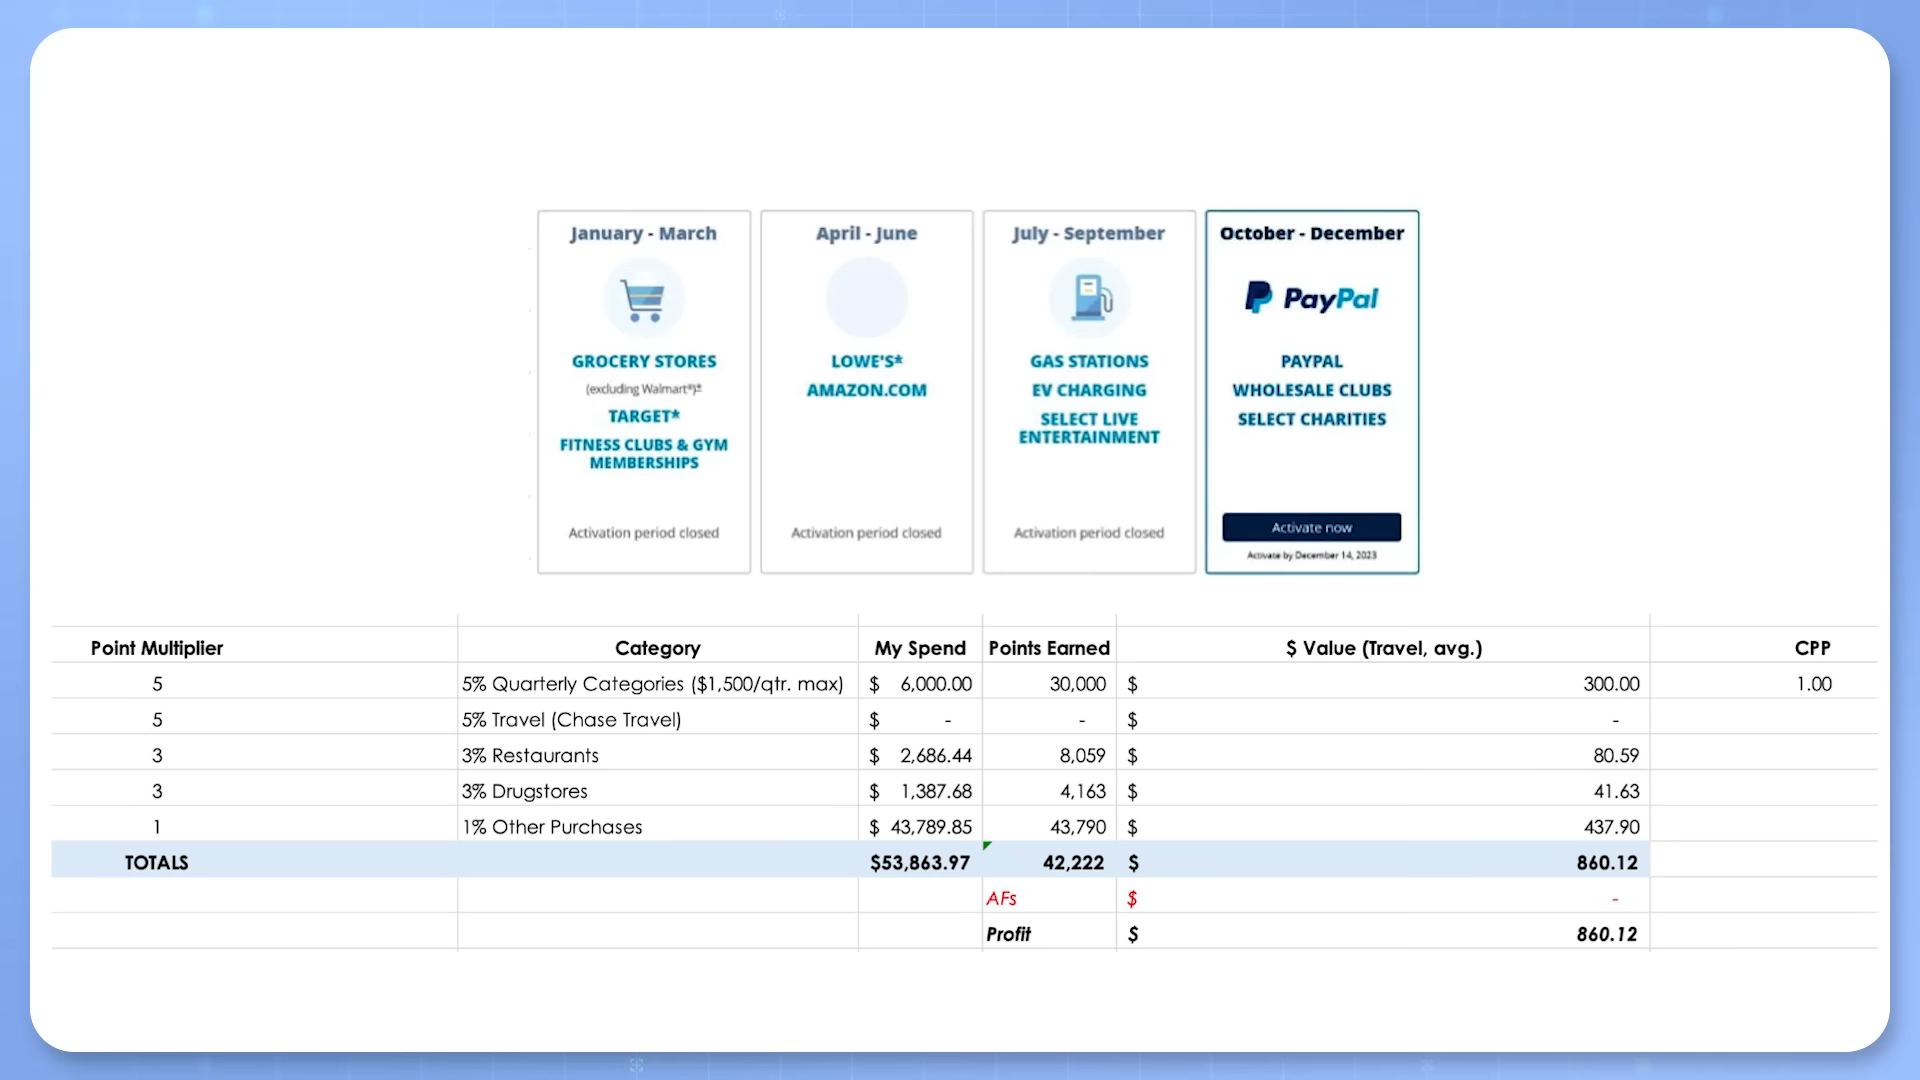 January - March
GROCERY STORES
(excluding Walmart®)±
TARGET*
FITNESS CLUBS & GYM
MEMBERSHIPS
Activation period closed
April - June
LOWE'S*
AMAZON.COM
Activation period closed
July - September
GAS STATIONS
EV CHARGING
SELECT LIVE
ENTERTAINMENT
Activation period closed
October - December
PayPal
PAYPAL
WHOLESALE CLUBS
SELECT CHARITIES
Activate now
Activate by December 14, 2023
Point Multiplier Category My Spend Points Earned $ Value (Travel, avg.) CPP
5 5% Quarterly Categories ($1,500/qtr. max) $ 6,000.00 30,000 $ 300.00 1.00
5 5% Travel (Chase Travel) $ - - $ -
3 3% Restaurants $ 2,686.44 8,059 $ 80.59
3 3% Drugstores $ 1,387.68 4,163 $ 41.63
1 1% Other Purchases $ 43,789.85 43,790 $ 437.90
TOTALS $53,863.97 42,222 $ 860.12
AFs $ -
Profit $ 860.12